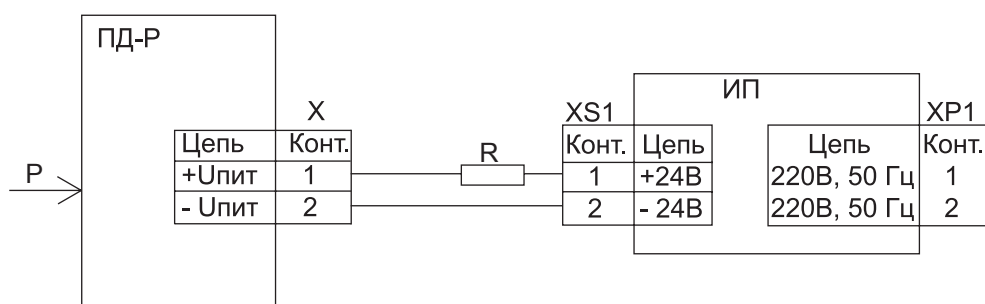 ПД-Р
ИП
X
XS1
XP1
Цепь Конт.
R
Конт. Цепь
Цепь Конт.
P
+Uпит 1
1 +24В
220В, 50 Гц 1
- Uпит 2
2 - 24В
220В, 50 Гц 2